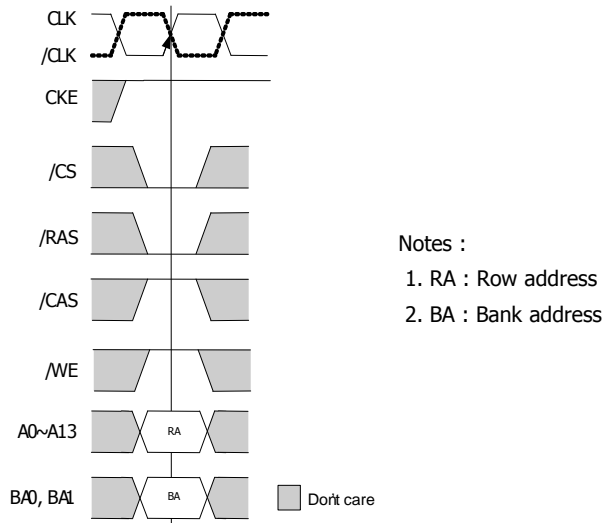 CLK
/CLK
CKE
/CS
/RAS
/CAS
/WE
A0~A13
RA
BA0, BA1
BA
Don't care
Notes :
1. RA : Row address
2. BA : Bank address